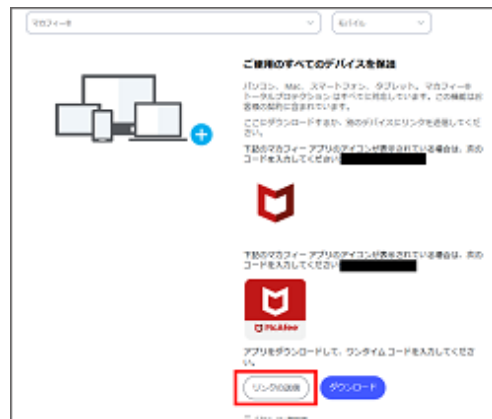 マカフィー®
モバイル
ご使用のすべてのデバイスを保護
パソコン、Mac、スマートフォン、タブレット。マカフィー®
トータルプロテクションはすべてに対応しています。この機能はお
客様の契約に含まれています。
ここにダウンロードするか、別のデバイスにリンクを送信してくだ
さい。
下記のマカフィー アプリのアイコンが表示されている場合は、次の
コードを入力してください
下記のマカフィー アプリのアイコンが表示されている場合は、次の
コードを入力してください
McAfee
アプリをダウンロードして、ワンタイム コードを入力してくださ
い。
リンクの送信
ダウンロード